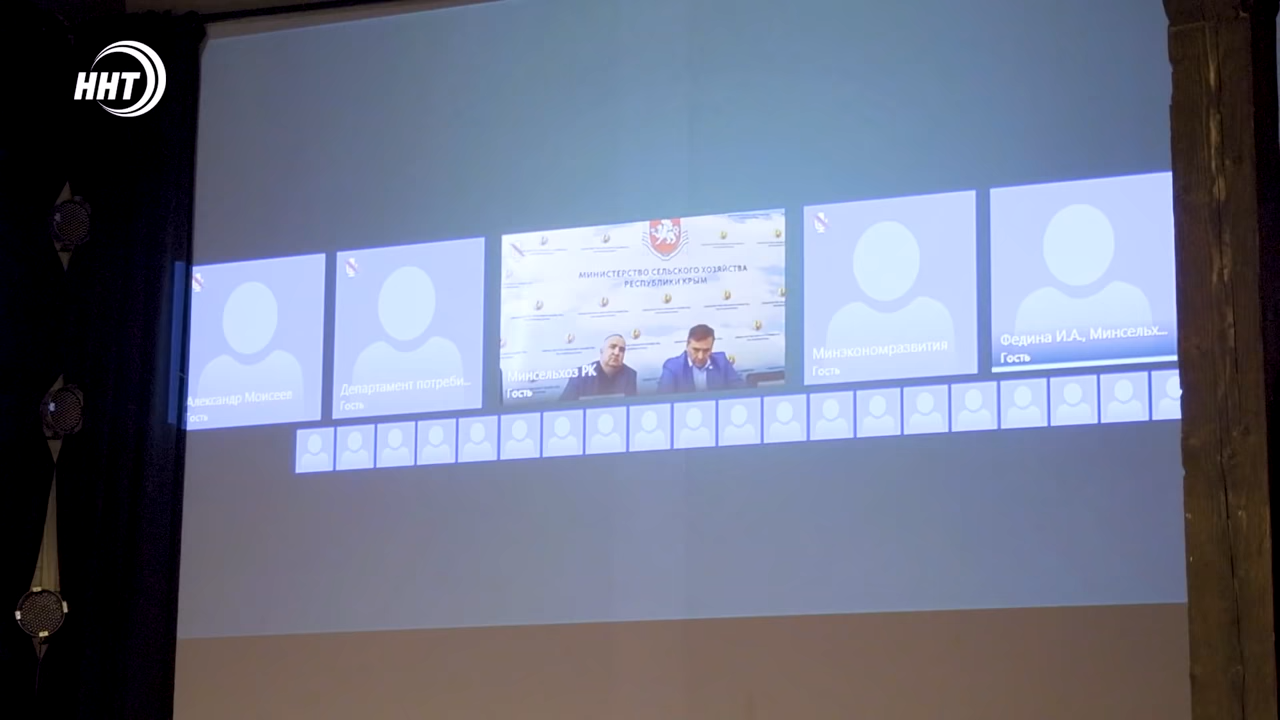 ННТ
МИНИСТЕРСТВО СЕЛЬСКОГО ХОЗЯЙСТВА
РЕСПУБЛИКИ КРЫМ
Александр Моисеев
Гость
Департамент потреби...
Гость
Минсельхоз РК
Гость
Минэкономразвития
Гость
Федина И.А., Минсельх...
Гость